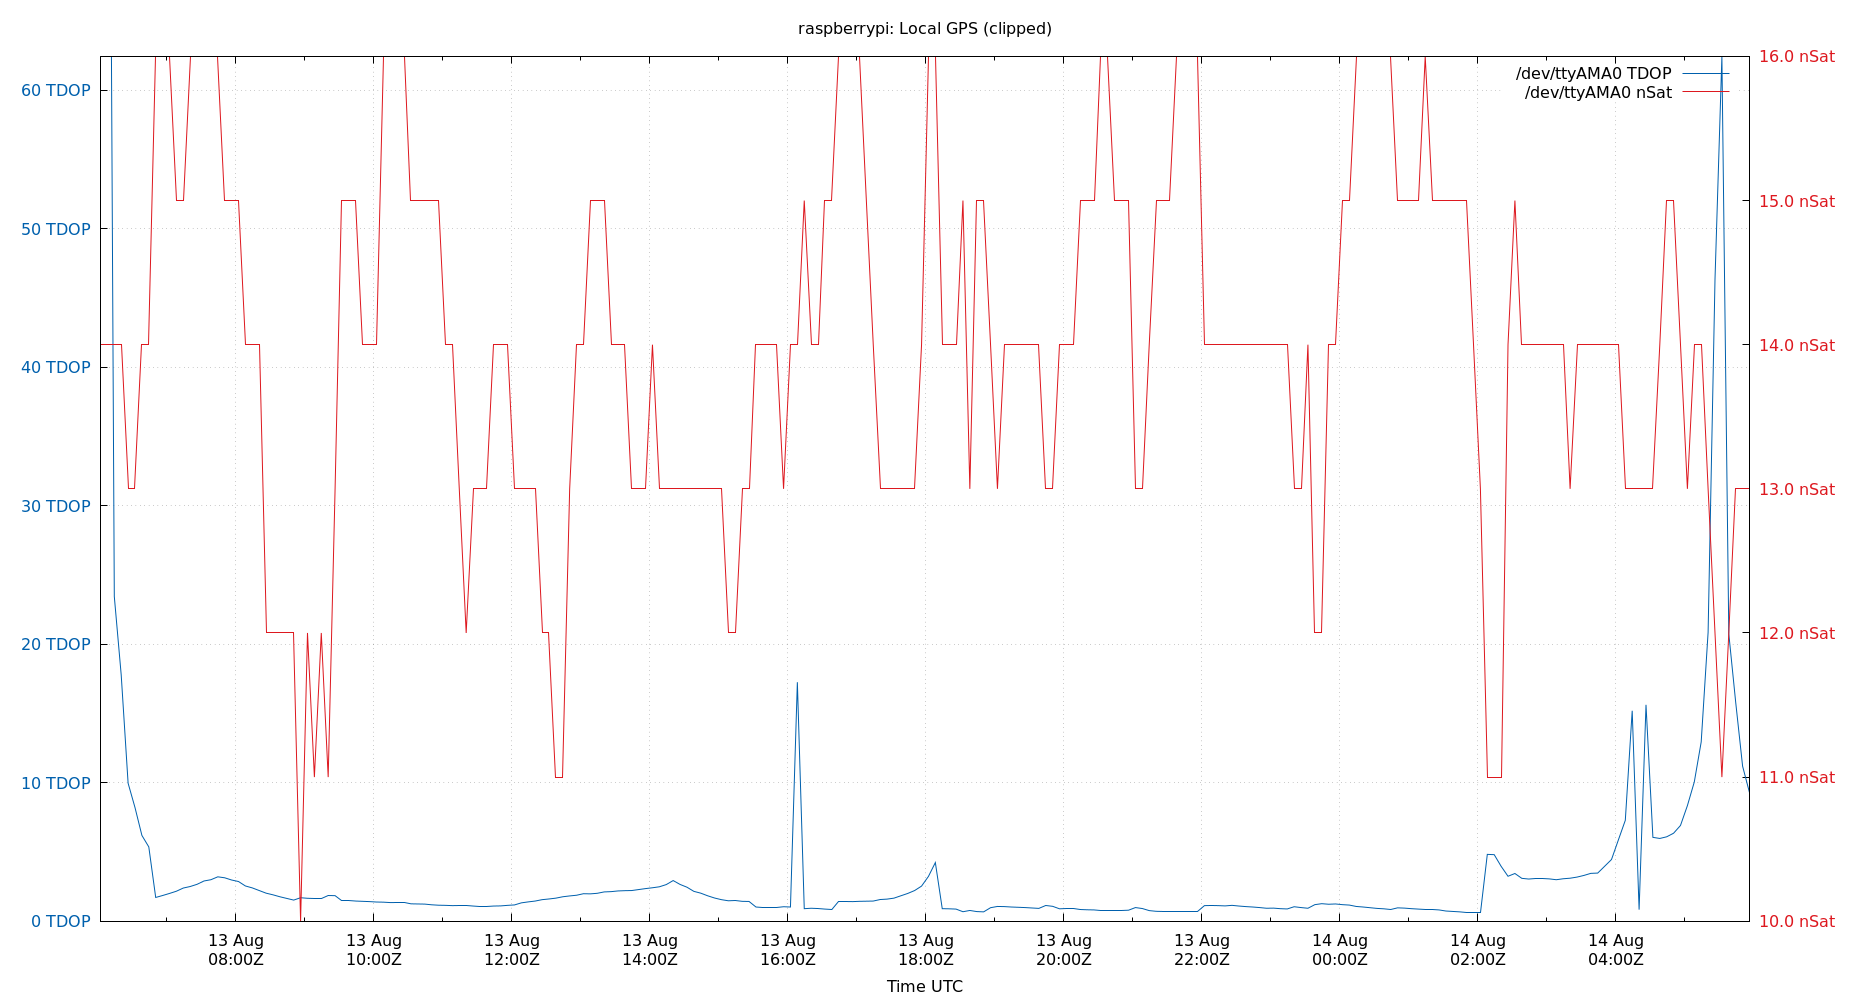 raspberrypi: Local GPS (clipped)
/dev/ttyAMA0 TDOP
/dev/ttyAMA0 nSat
60 TDOP
50 TDOP
40 TDOP
30 TDOP
20 TDOP
10 TDOP
0 TDOP
16.0 nSat
15.0 nSat
14.0 nSat
13.0 nSat
12.0 nSat
11.0 nSat
10.0 nSat
13 Aug
08:00Z
13 Aug
10:00Z
13 Aug
12:00Z
13 Aug
14:00Z
13 Aug
16:00Z
13 Aug
18:00Z
13 Aug
20:00Z
13 Aug
22:00Z
14 Aug
00:00Z
14 Aug
02:00Z
14 Aug
04:00Z
Time UTC